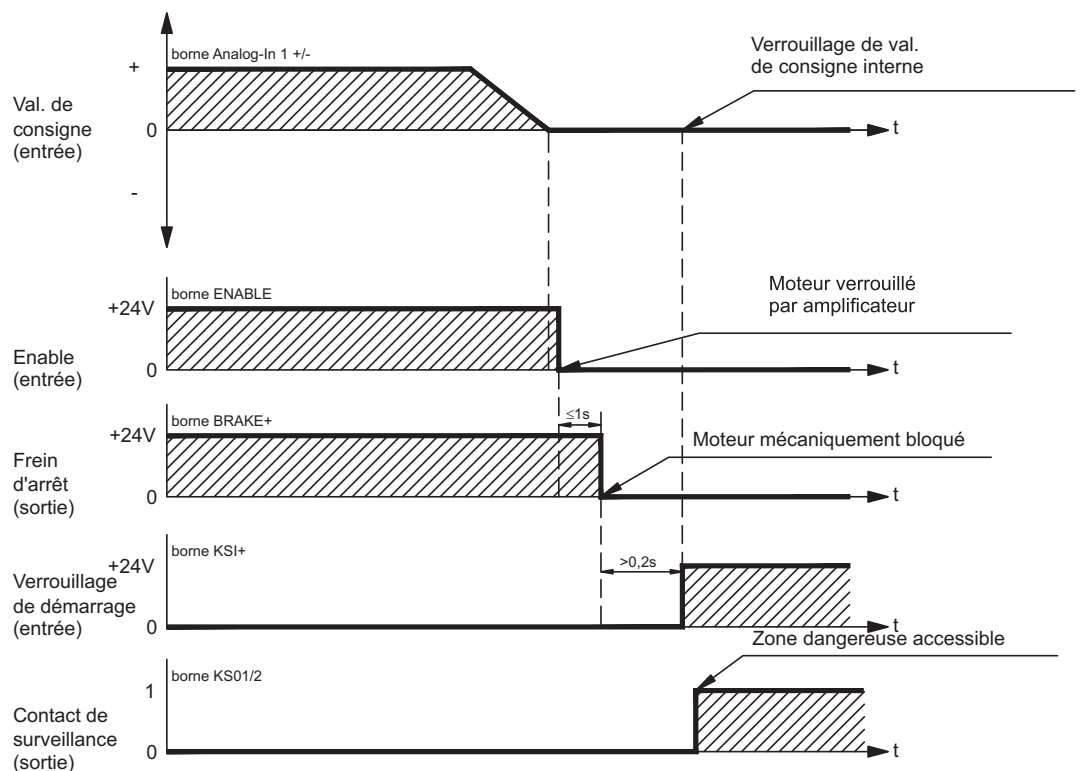 borne Analog-In 1 +/-
Verrouillage de val.
de consigne interne
+
Val. de
consigne
(entrée)
0
t
-
borne ENABLE
+24V
Moteur verrouillé
par amplificateur
Enable
(entrée)
0
t
borne BRAKE+
≤1s
+24V
Moteur mécaniquement bloqué
Frein
d'arrêt
(sortie)
0
t
borne KSI+
+24V
>0,2s
Verrouillage
de démarrage
(entrée)
0
t
Zone dangereuse accessible
borne KS01/2
1
Contact de
surveillance
(sortie)
0
t